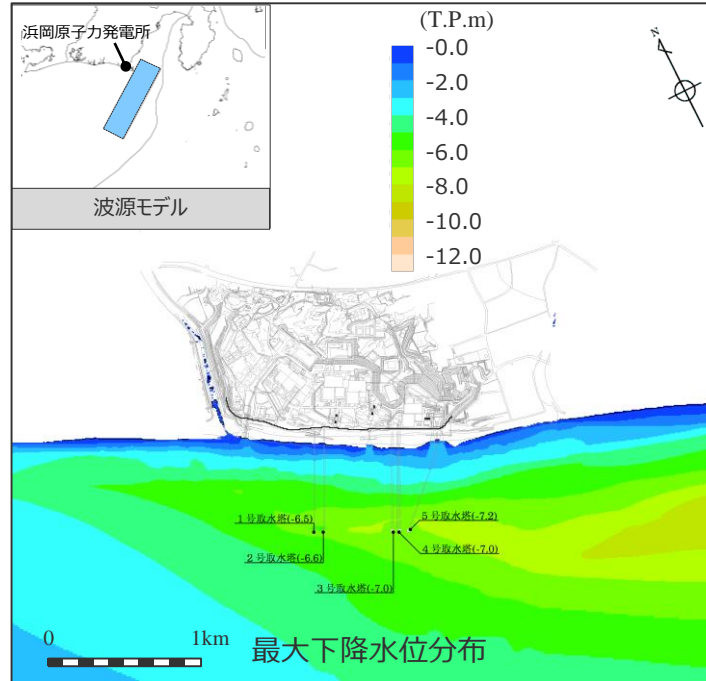 浜岡原子力発電所
波源モデル
(T.P.m)
-0.0
-2.0
-4.0
-6.0
-8.0
-10.0
-12.0
N
1号取水塔(-6.5)
2号取水塔(-6.6)
3号取水塔(-7.0)
5号取水塔(-7.2)
4号取水塔(-7.0)
0 1km
最大下降水位分布